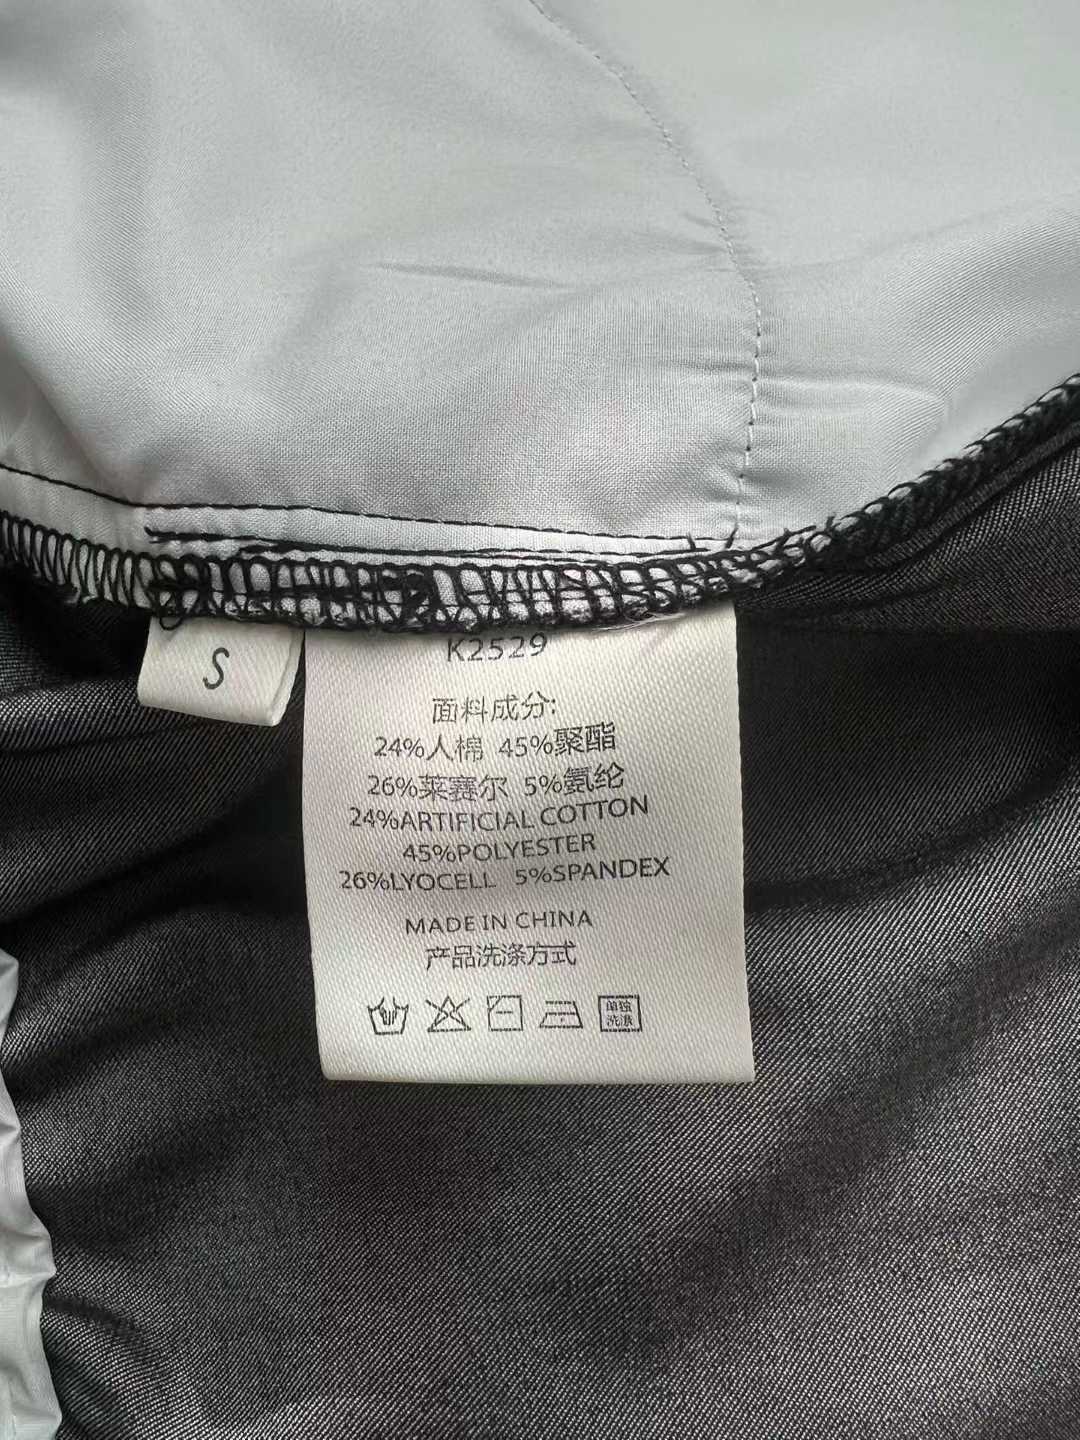 S
K2529
面料成分:
24%人棉 45%聚酯
26%莱赛尔 5%氨纶
24%ARTIFICIAL COTTON
45%POLYESTER
26%LYOCELL 5%SPANDEX
MADE IN CHINA
产品洗涤方式
单独
洗涤